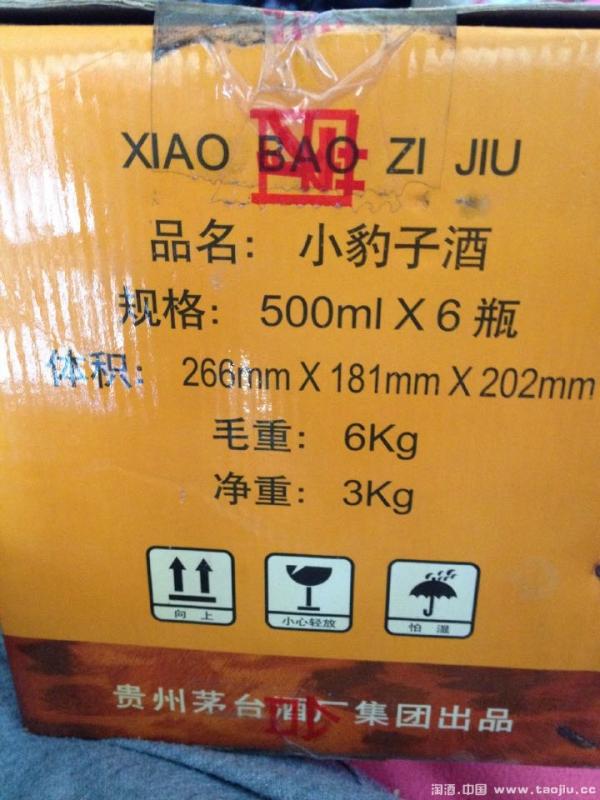 XIAO BAO ZI JIU
品名: 小豹子酒
规格: 500ml X 6 瓶
体积: 266mm X 181mm X 202mm
毛重: 6Kg
净重: 3Kg
向上 小心轻放 怕湿
贵州茅台酒厂集团出品
淘酒.中国 www.taojiu.cc